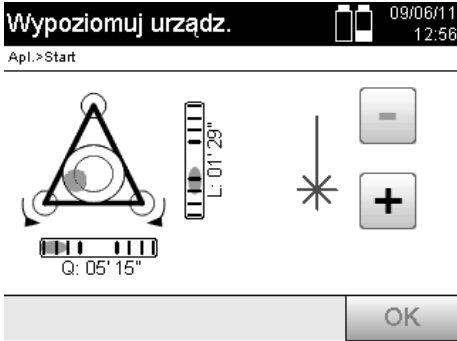 Wypoziomuj urządz.
09/06/11
12:56
Apl.>Start
L: 01' 29"
Q: 05' 15"
-
+
OK